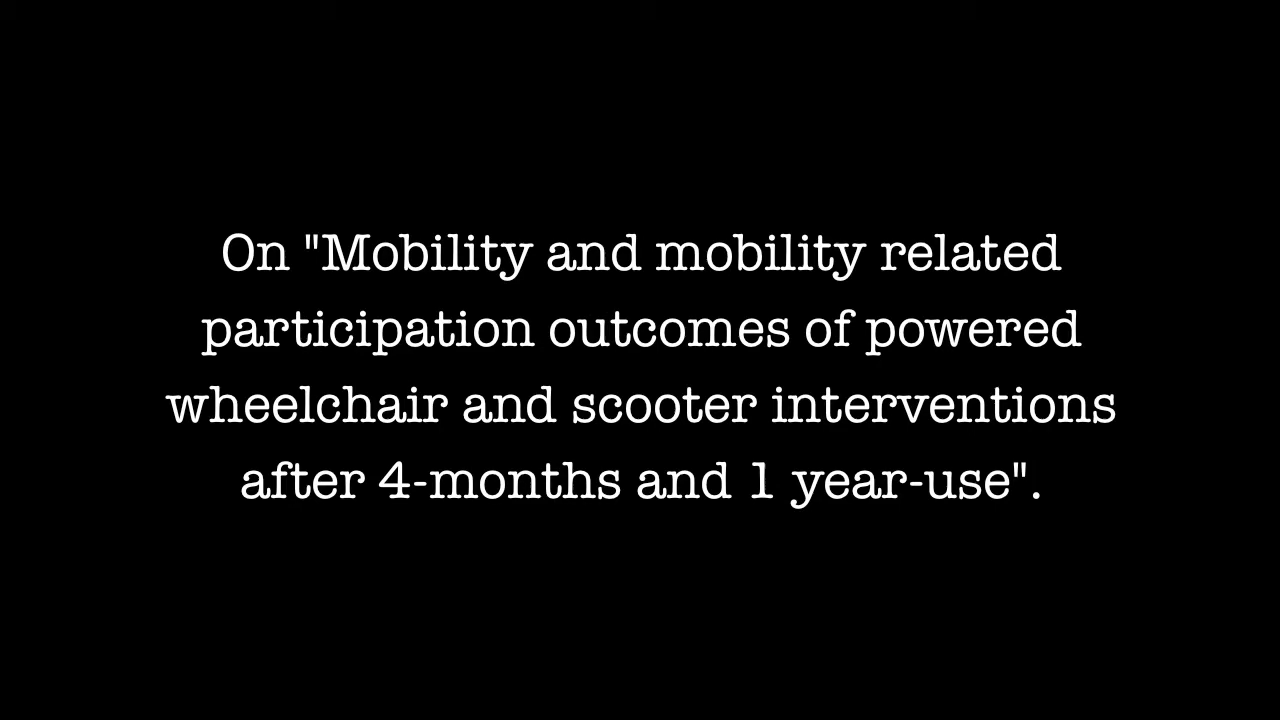 On "Mobility and mobility related
participation outcomes of powered
wheelchair and scooter interventions
after 4-months and 1 year-use".